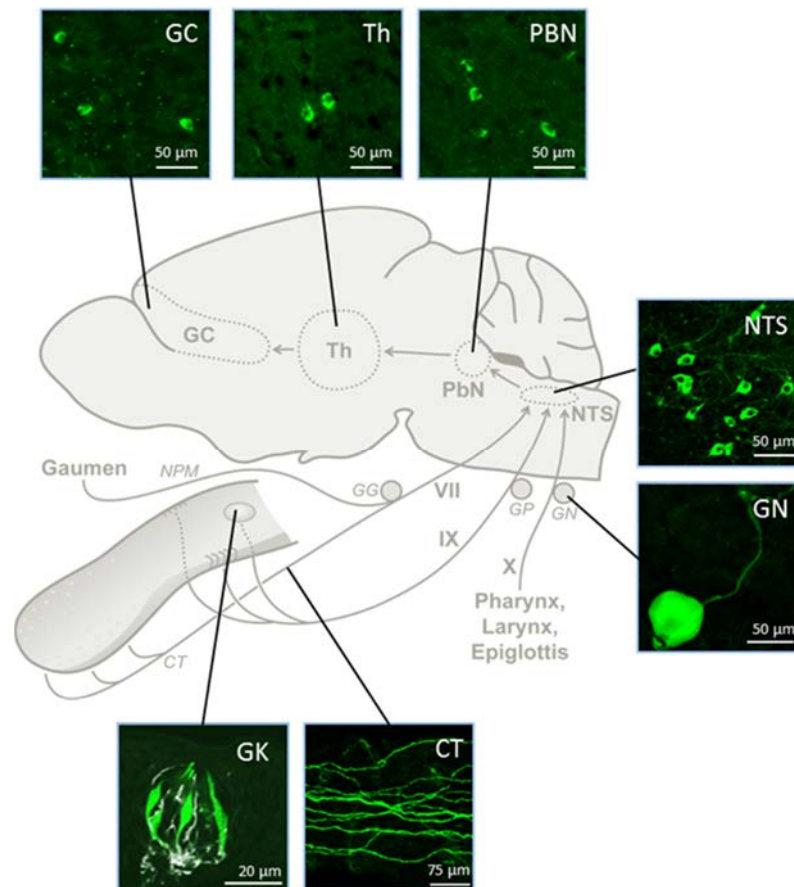 GC
50 µm
Th
50 µm
PBN
50 µm
GC
Th
PbN
NTS
NTS
50 µm
Gaumen
NPM
GG
VII
GP
GN
GN
50 µm
IX
X
Pharynx,
Larynx,
Epiglottis
CT
GK
20 µm
CT
75 µm